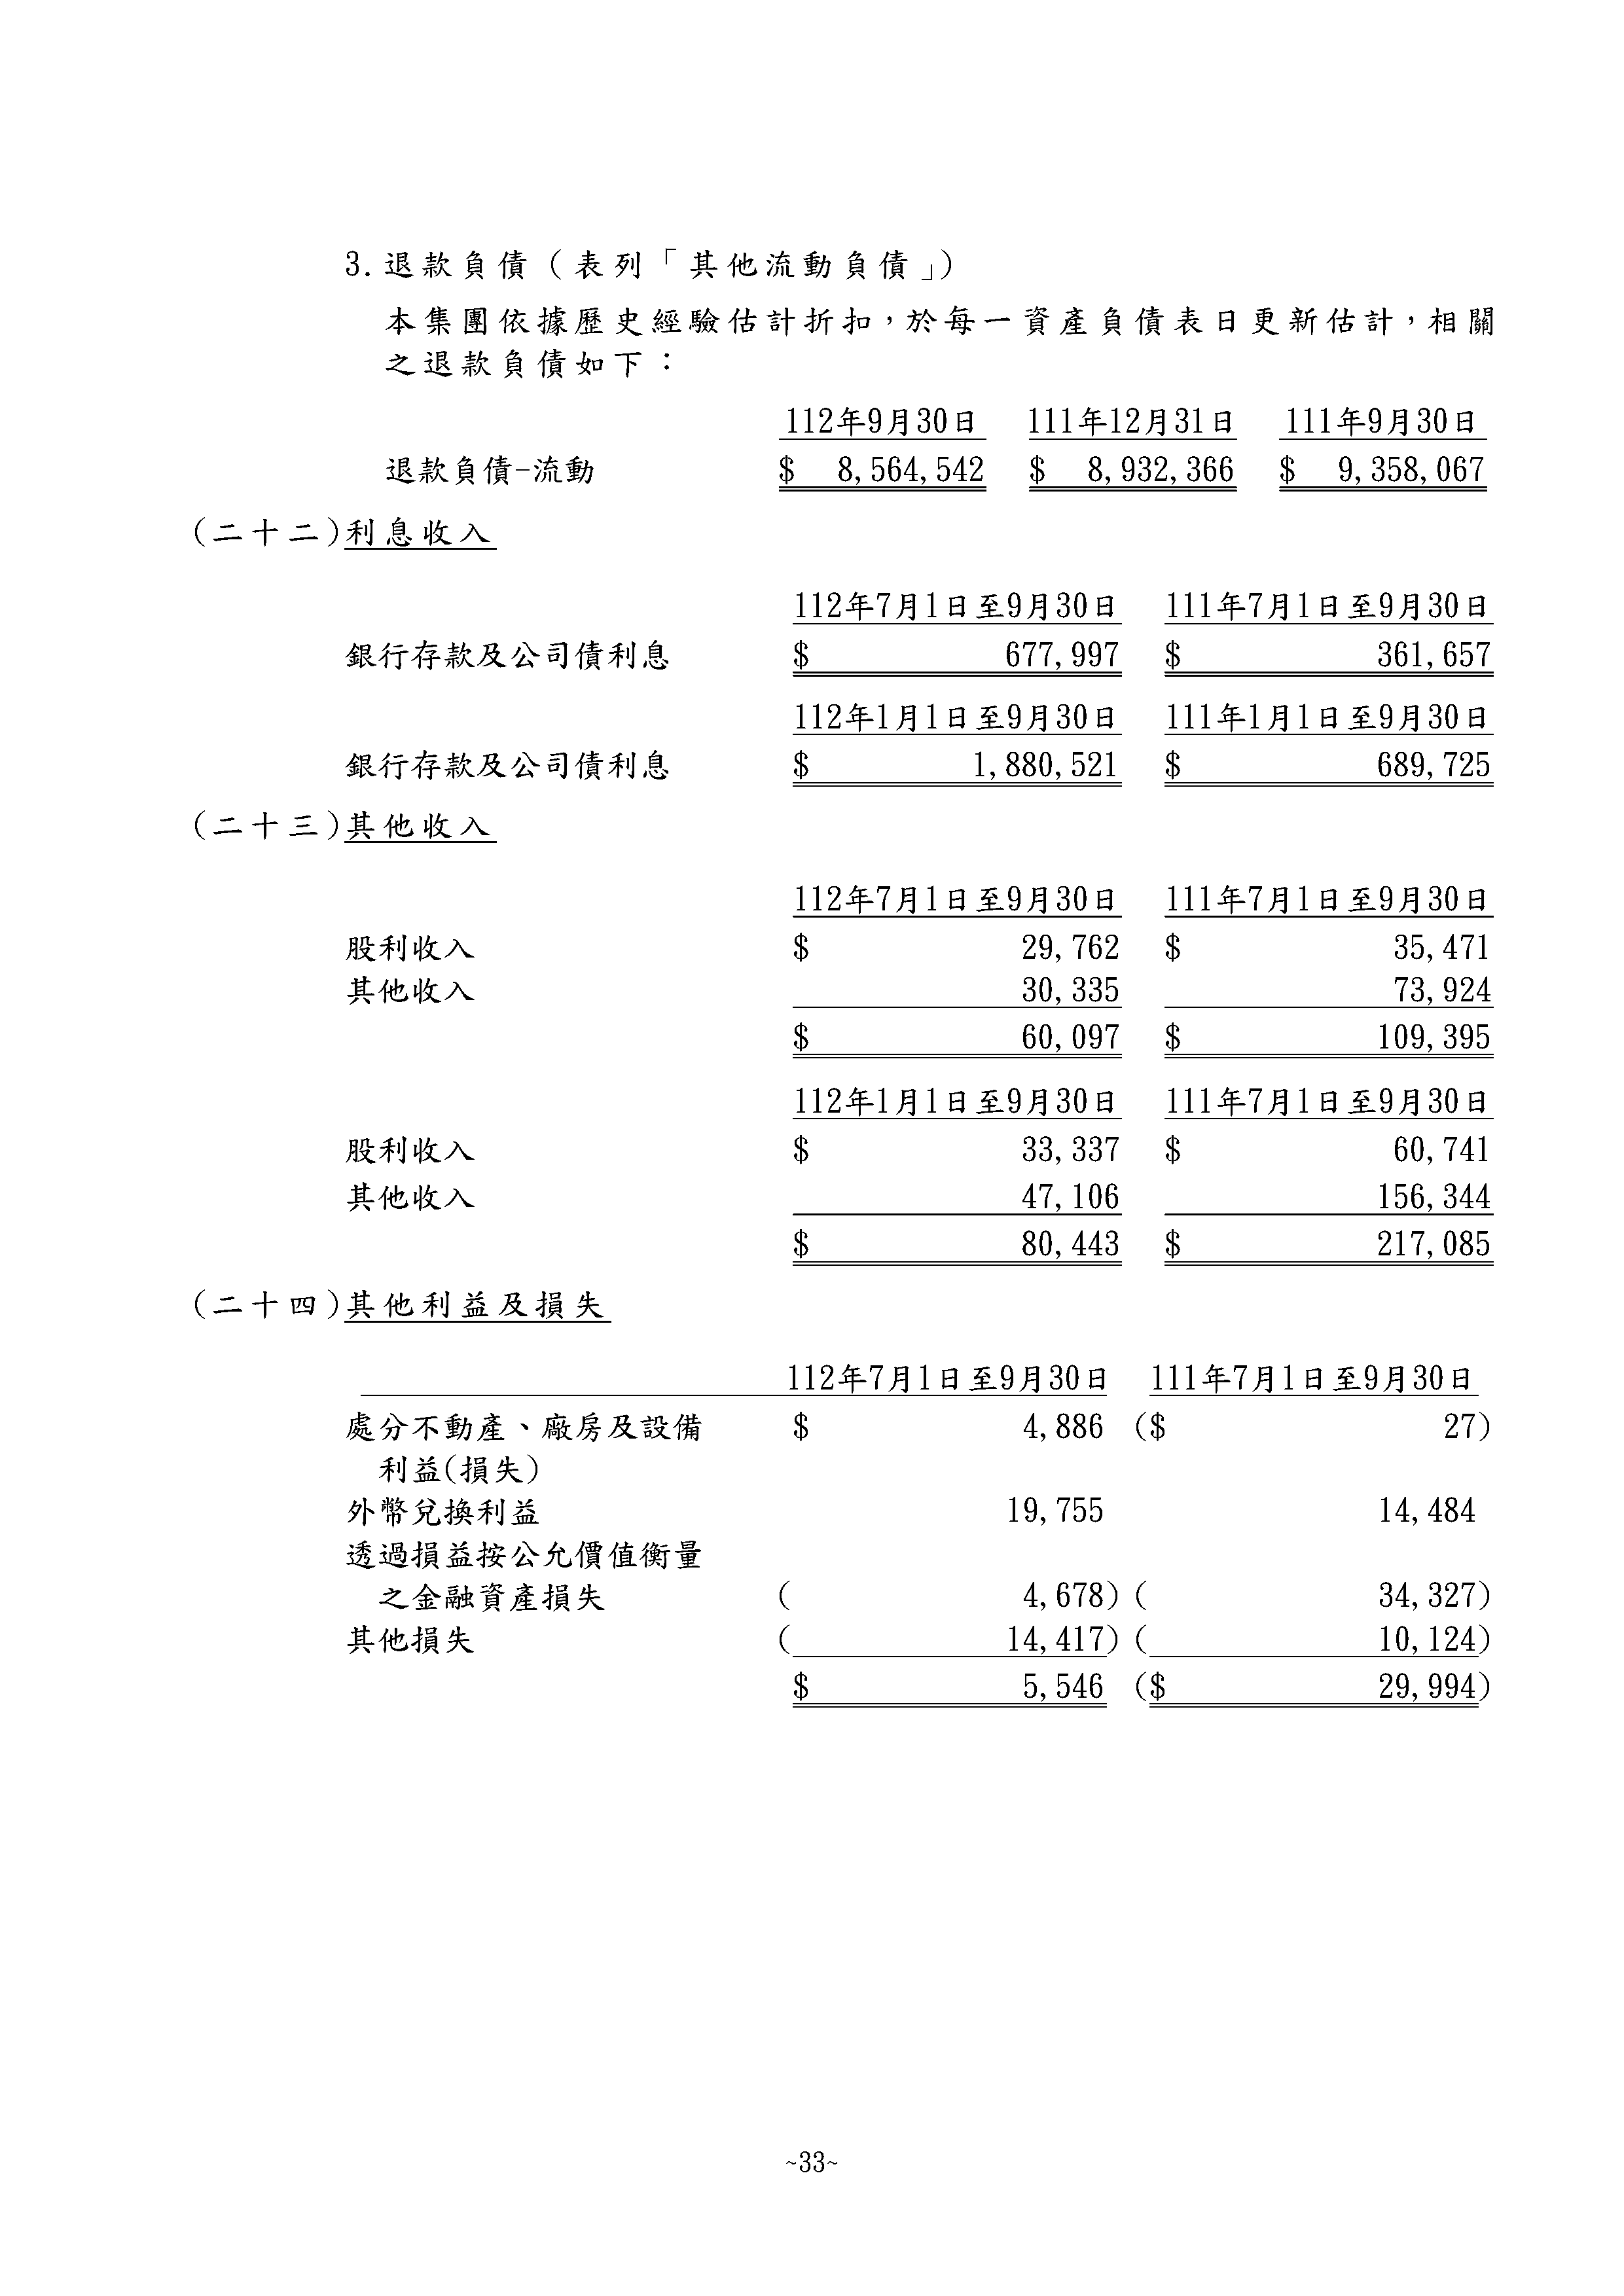 3. 退款負債（表列「其他流動負債」）
本集團依據歷史經驗估計折扣，於每一資產負債表日更新估計，相關
之退款負債如下：
112年9月30日 111年12月31日 111年9月30日
退款負債-流動 $ 8,564,542 $ 8,932,366 $ 9,358,067
(二十二)利息收入
112年7月1日至9月30日 111年7月1日至9月30日
銀行存款及公司債利息 $ 677,997 $ 361,657
112年1月1日至9月30日 111年1月1日至9月30日
銀行存款及公司債利息 $ 1,880,521 $ 689,725
(二十三)其他收入
112年7月1日至9月30日 111年7月1日至9月30日
股利收入 $ 29,762 $ 35,471
其他收入 30,335 73,924
$ 60,097 $ 109,395
112年1月1日至9月30日 111年7月1日至9月30日
股利收入 $ 33,337 $ 60,741
其他收入 47,106 156,344
$ 80,443 $ 217,085
(二十四)其他利益及損失
112年7月1日至9月30日 111年7月1日至9月30日
處分不動產、廠房及設備 $ 4,886 ($ 27)
利益(損失)
外幣兌換利益 19,755 14,484
透過損益按公允價值衡量
之金融資產損失 ( 4,678) ( 34,327)
其他損失 ( 14,417) ( 10,124)
$ 5,546 ($ 29,994)
~33~